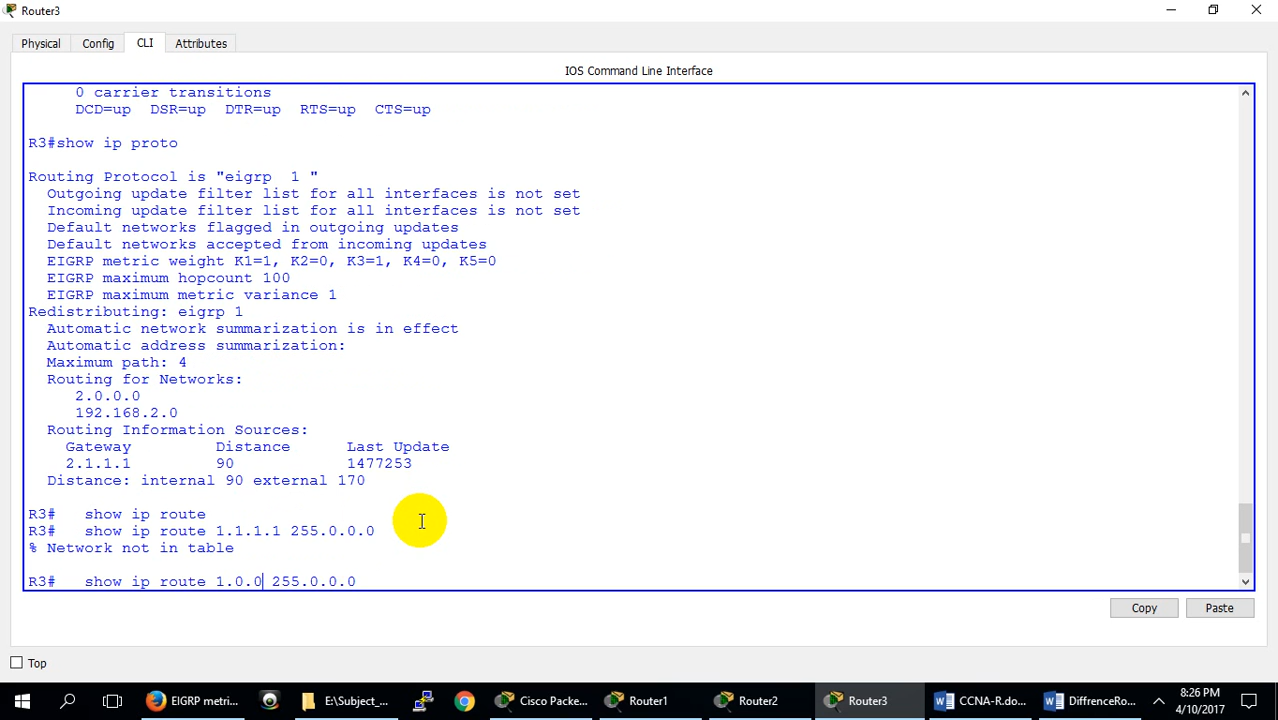 Router3
Physical Config CLI Attributes
IOS Command Line Interface
0 carrier transitions
DCD=up DSR=up DTR=up RTS=up CTS=up
R3#show ip proto
Routing Protocol is "eigrp 1 "
Outgoing update filter list for all interfaces is not set
Incoming update filter list for all interfaces is not set
Default networks flagged in outgoing updates
Default networks accepted from incoming updates
EIGRP metric weight K1=1, K2=0, K3=1, K4=0, K5=0
EIGRP maximum hopcount 100
EIGRP maximum metric variance 1
Redistributing: eigrp 1
Automatic network summarization is in effect
Automatic address summarization:
Maximum path: 4
Routing for Networks:
2.0.0.0
192.168.2.0
Routing Information Sources:
Gateway Distance Last Update
2.1.1.1 90 1477253
Distance: internal 90 external 170
R3# show ip route
R3# show ip route 1.1.1.1 255.0.0.0
% Network not in table
R3# show ip route 1.0.0 255.0.0.0
Copy Paste
Top
EIGRP metri... E:\Subject_... Cisco Packe... Router1 Router2 Router3 CCNA-R.do... DiffrenceRo... 8:26 PM
4/10/2017